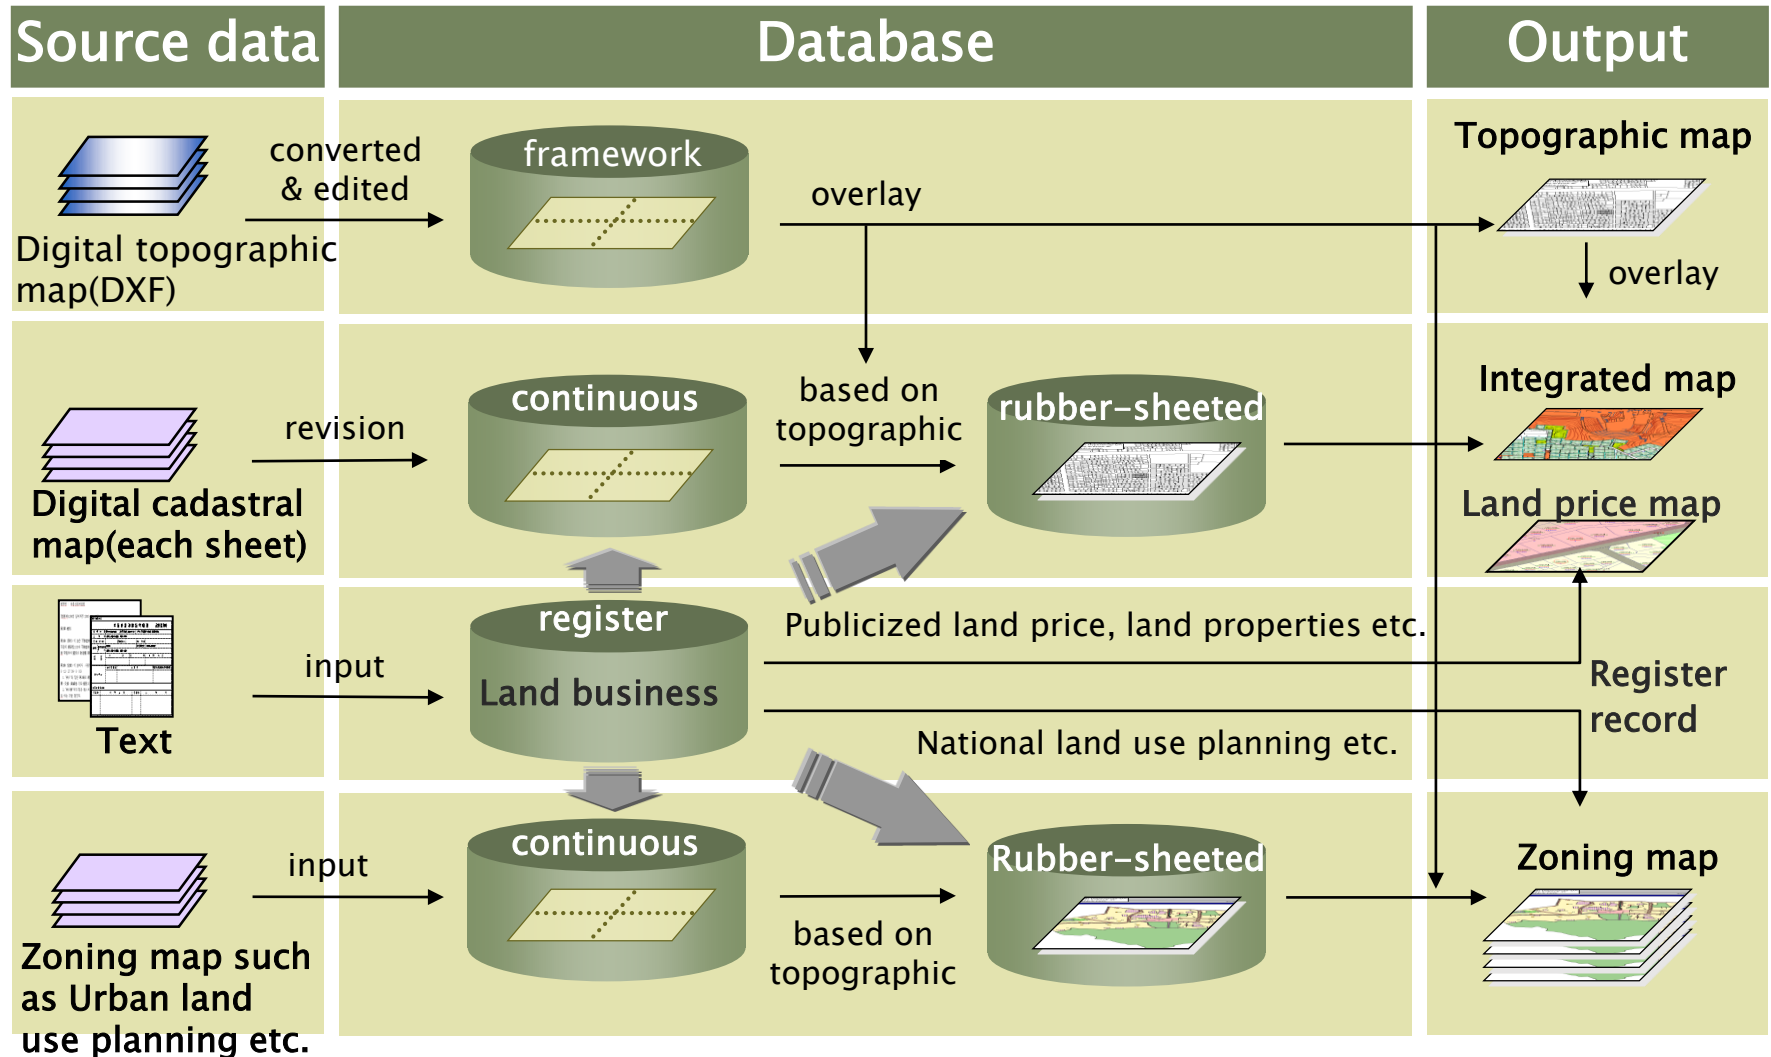 Source data
Database
Output
converted
& edited
Digital topographic
map(DXF)
framework
overlay
Topographic map
overlay
revision
Digital cadastral
map(each sheet)
continuous
based on
topographic
rubber-sheeted
Integrated map
Land price map
input
Text
register
Land business
Publicized land price, land properties etc.
National land use planning etc.
Register
record
input
Zoning map such
as Urban land
use planning etc.
continuous
based on
topographic
Rubber-sheeted
Zoning map